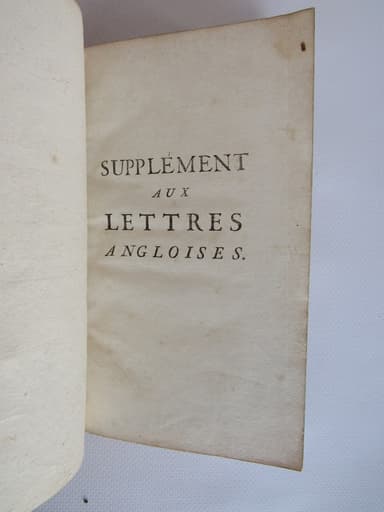 SUPPLÉMENT
AUX
LETTRES
ANGLOISES.